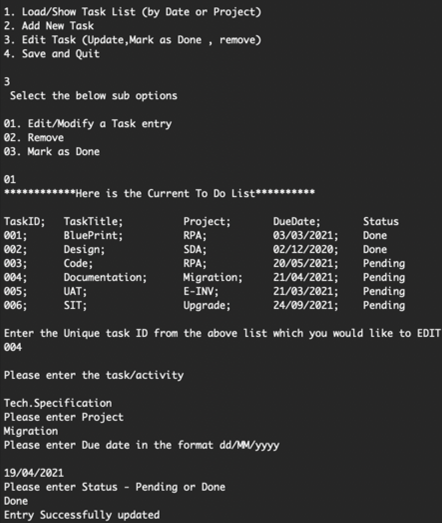 1. Load/Show Task List (by Date or Project)
2. Add New Task
3. Edit Task (Update,Mark as Done , remove)
4. Save and Quit
3
Select the below sub options
01. Edit/Modify a Task entry
02. Remove
03. Mark as Done
01
************Here is the Current To Do List**********
TaskID; TaskTitle; Project; DueDate; Status
001; BluePrint; RPA; 03/03/2021; Done
002; Design; SDA; 02/12/2020; Done
003; Code; RPA; 20/05/2021; Pending
004; Documentation; Migration; 21/04/2021; Pending
005; UAT; E-INV; 21/03/2021; Pending
006; SIT; Upgrade; 24/09/2021; Pending
Enter the Unique task ID from the above list which you would like to EDIT
004
Please enter the task/activity
Tech.Specification
Please enter Project
Migration
Please enter Due date in the format dd/MM/yyyy
19/04/2021
Please enter Status - Pending or Done
Done
Entry Successfully updated